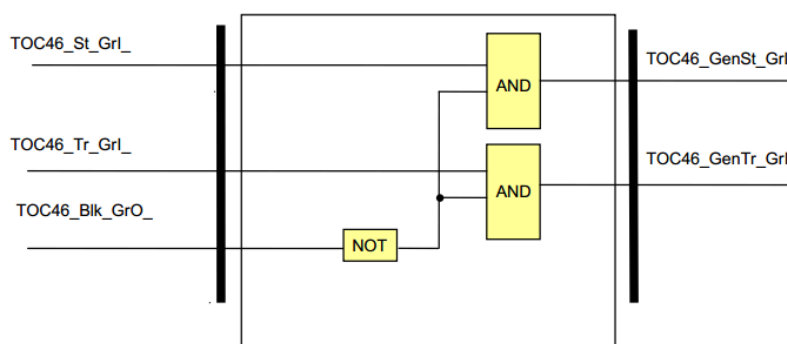 TOC46_St_GrI_
AND
TOC46_GenSt_GrI
TOC46_Tr_GrI_
AND
TOC46_GenTr_GrI
TOC46_Blk_GrO_
NOT